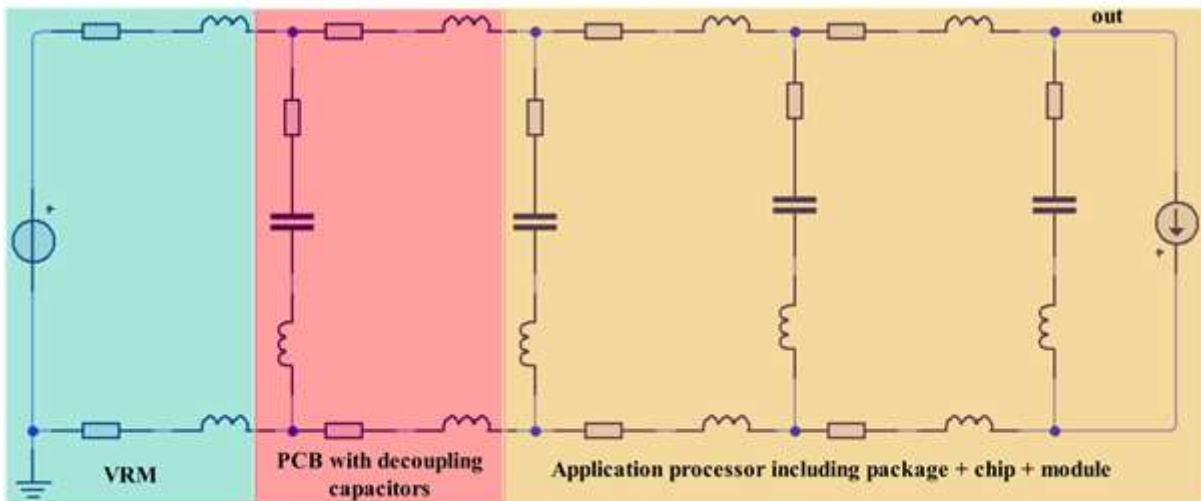 out
VRM
PCB with decoupling
capacitors
Application processor including package + chip + module